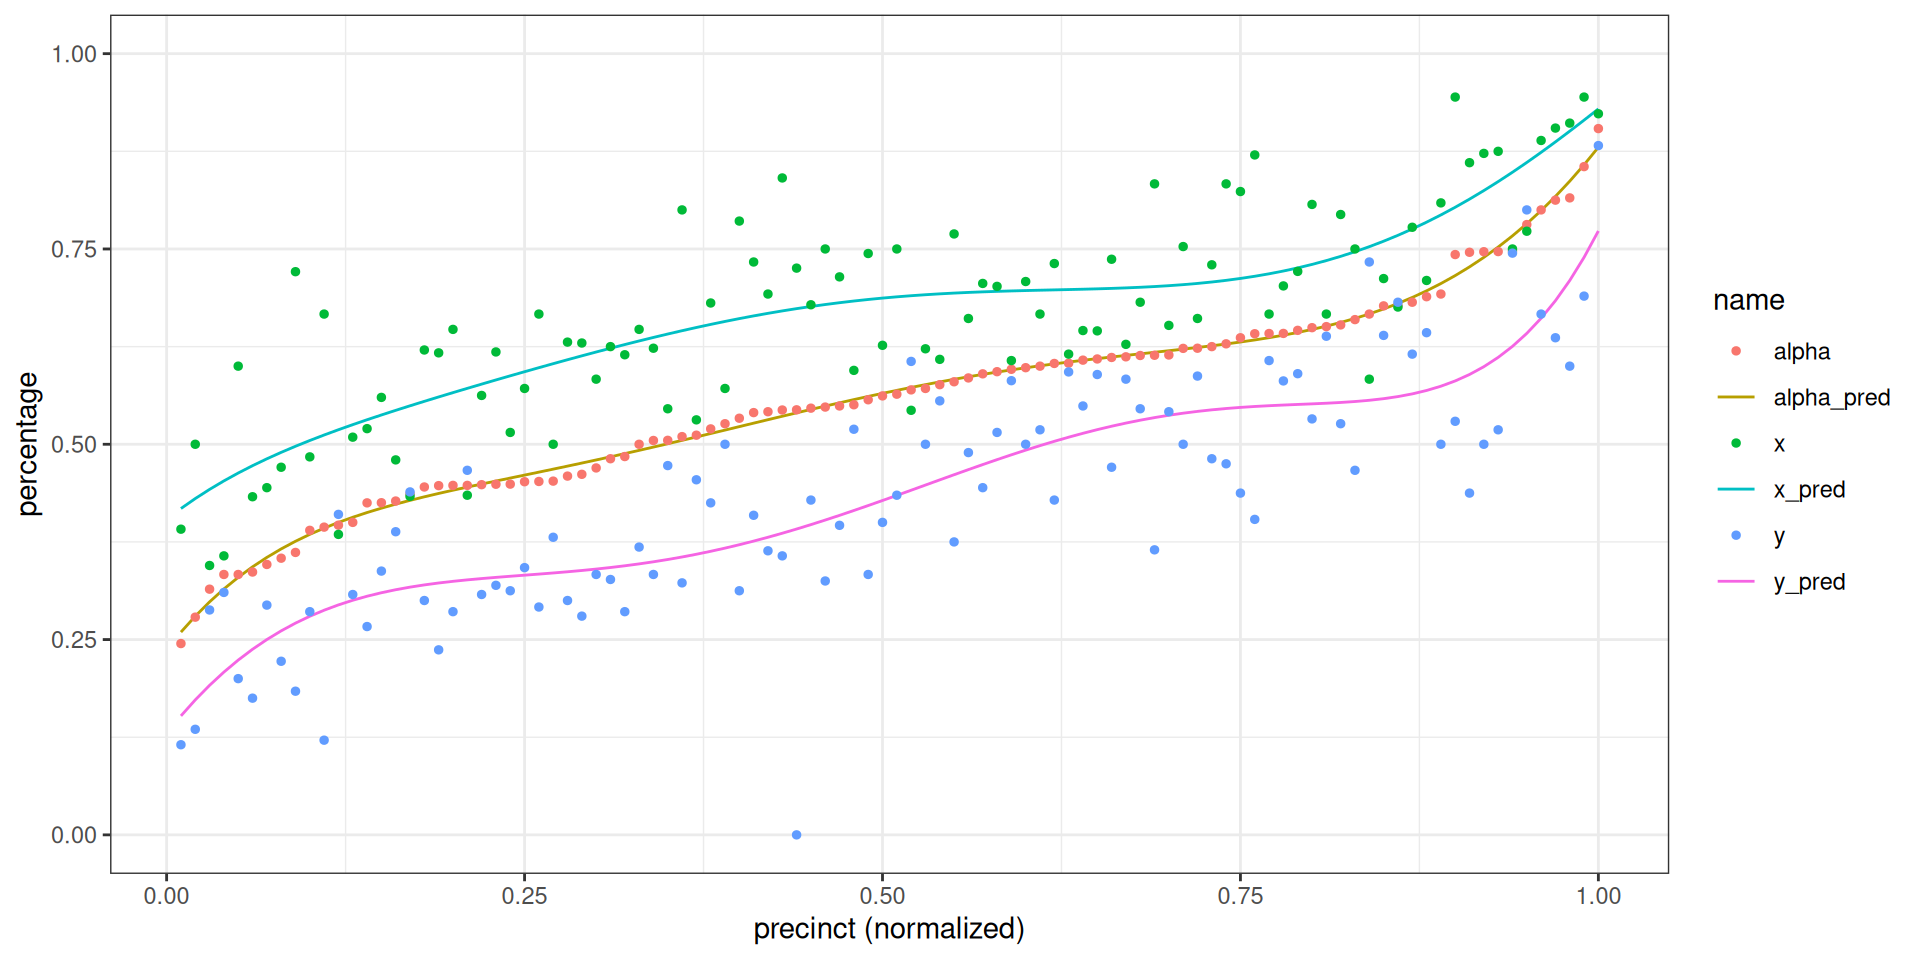 1.00
0.75
0.50
0.25
0.00
percentage
0.00 0.25 0.50 0.75 1.00
precinct (normalized)
name
alpha
alpha_pred
x
x_pred
y
y_pred